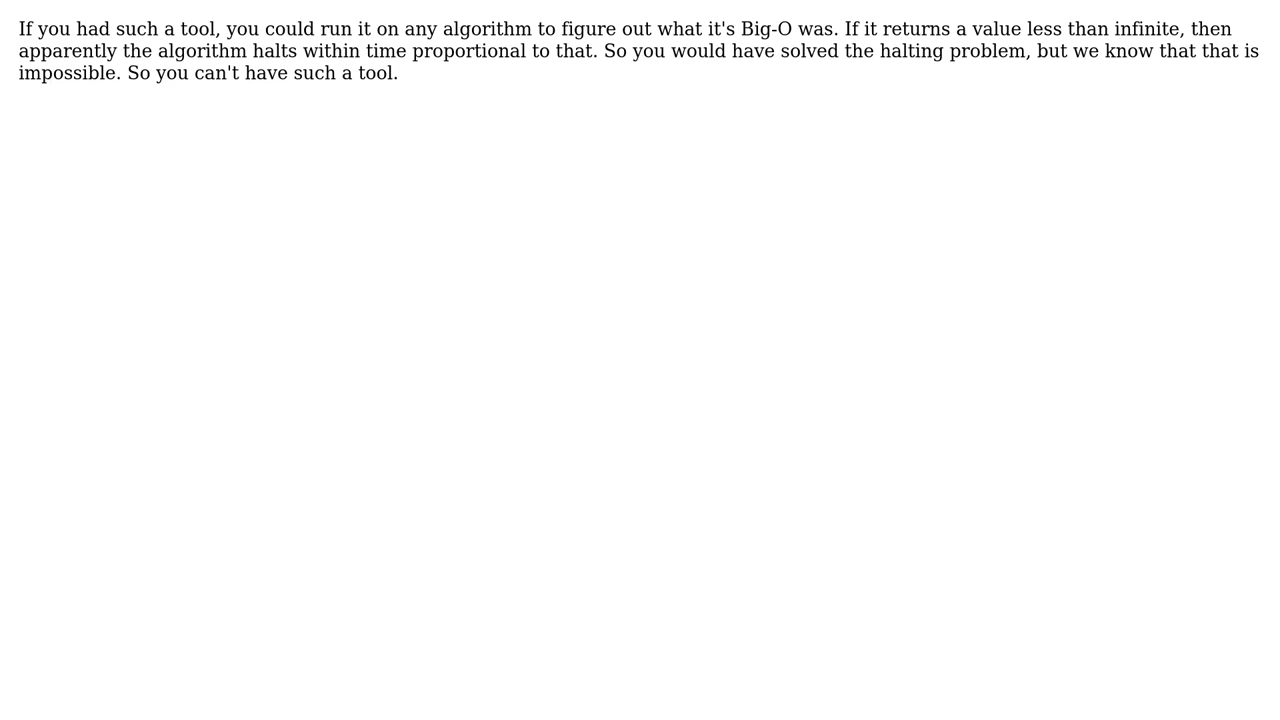 If you had such a tool, you could run it on any algorithm to figure out what it's Big-O was. If it returns a value less than infinite, then
apparently the algorithm halts within time proportional to that. So you would have solved the halting problem, but we know that that is
impossible. So you can't have such a tool.